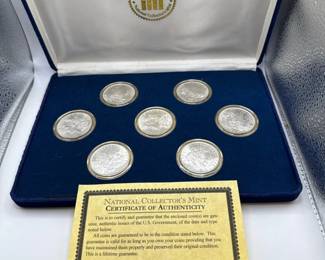 NATIONAL COLLECTOR'S MINT
CERTIFICATE OF AUTHENTICITY
This is to certify and guarantee that the enclosed coin(s) are gen-
uine, authentic issues of the U.S. Government, of the date and type
noted below.
All coins are guaranteed to be in the condition stated below. This
guarantee is valid for as long as you own your coins providing that you
have maintained them properly and preserved their original condition.
This is a lifetime guarantee.